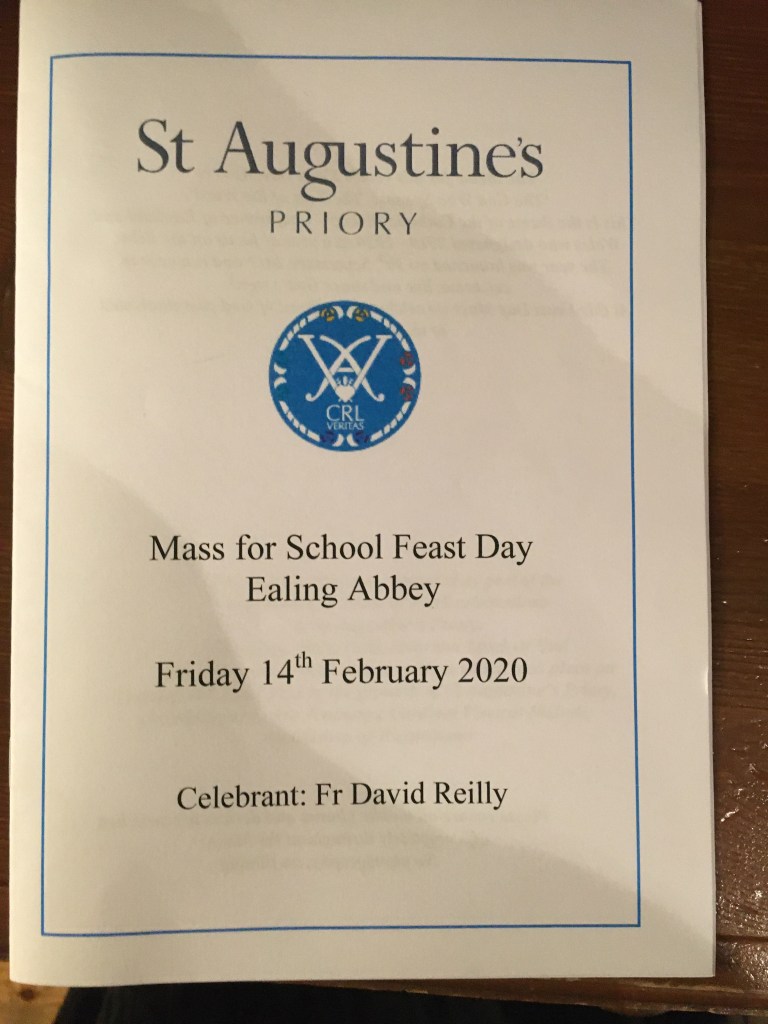 St Augustine's
PRIORY
CRL
VERITAS
Mass for School Feast Day
Ealing Abbey
Friday 14th February 2020
Celebrant: Fr David Reilly